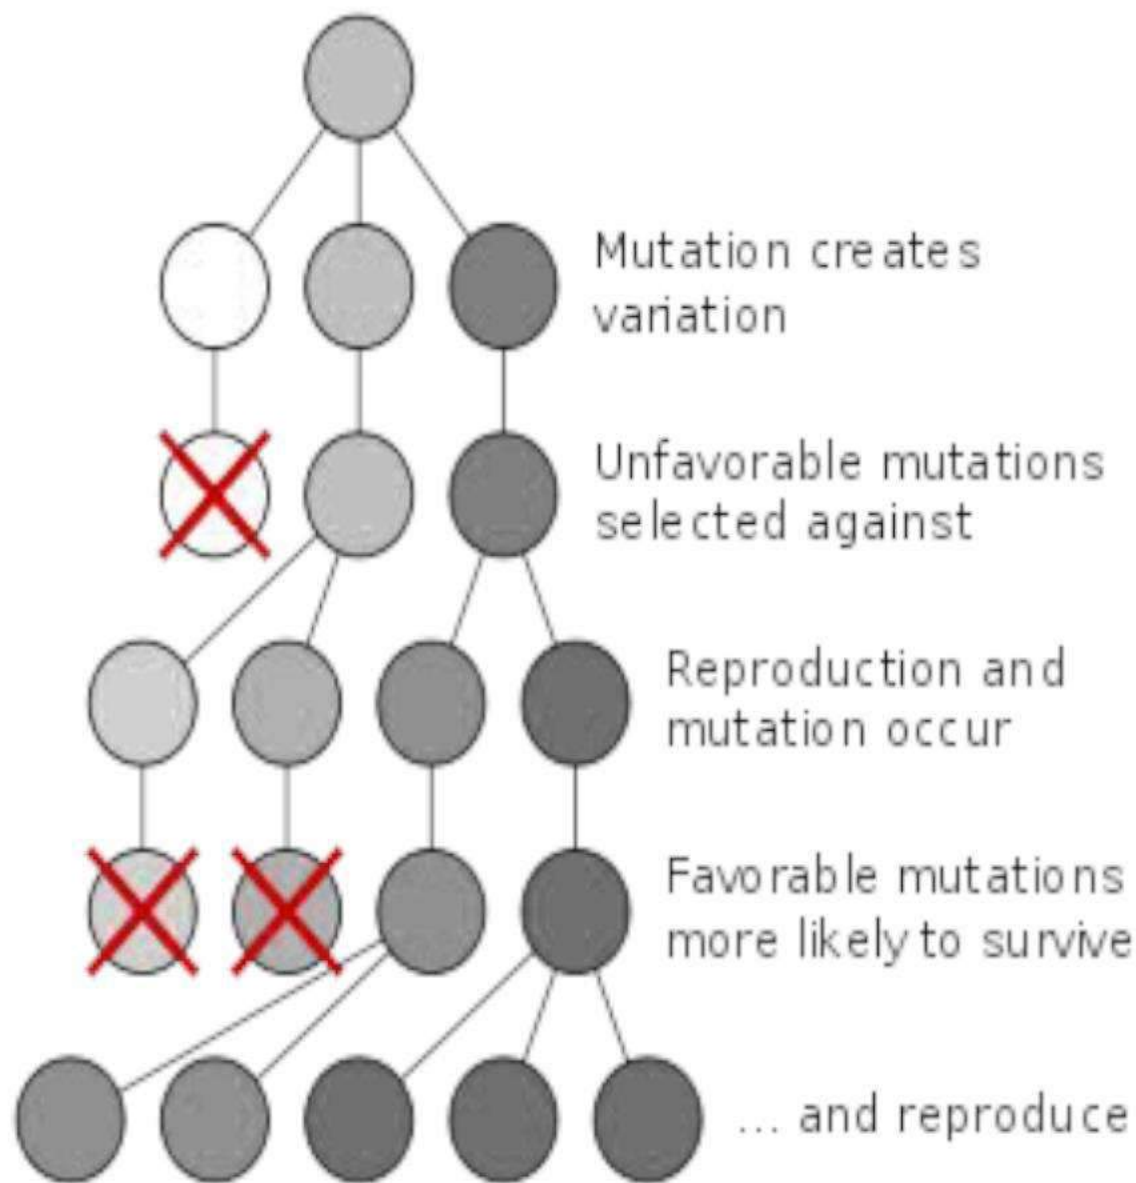 Mutation creates
variation
Unfavorable mutations
selected against
Reproduction and
mutation occur
Favorable mutations
more likely to survive
... and reproduce